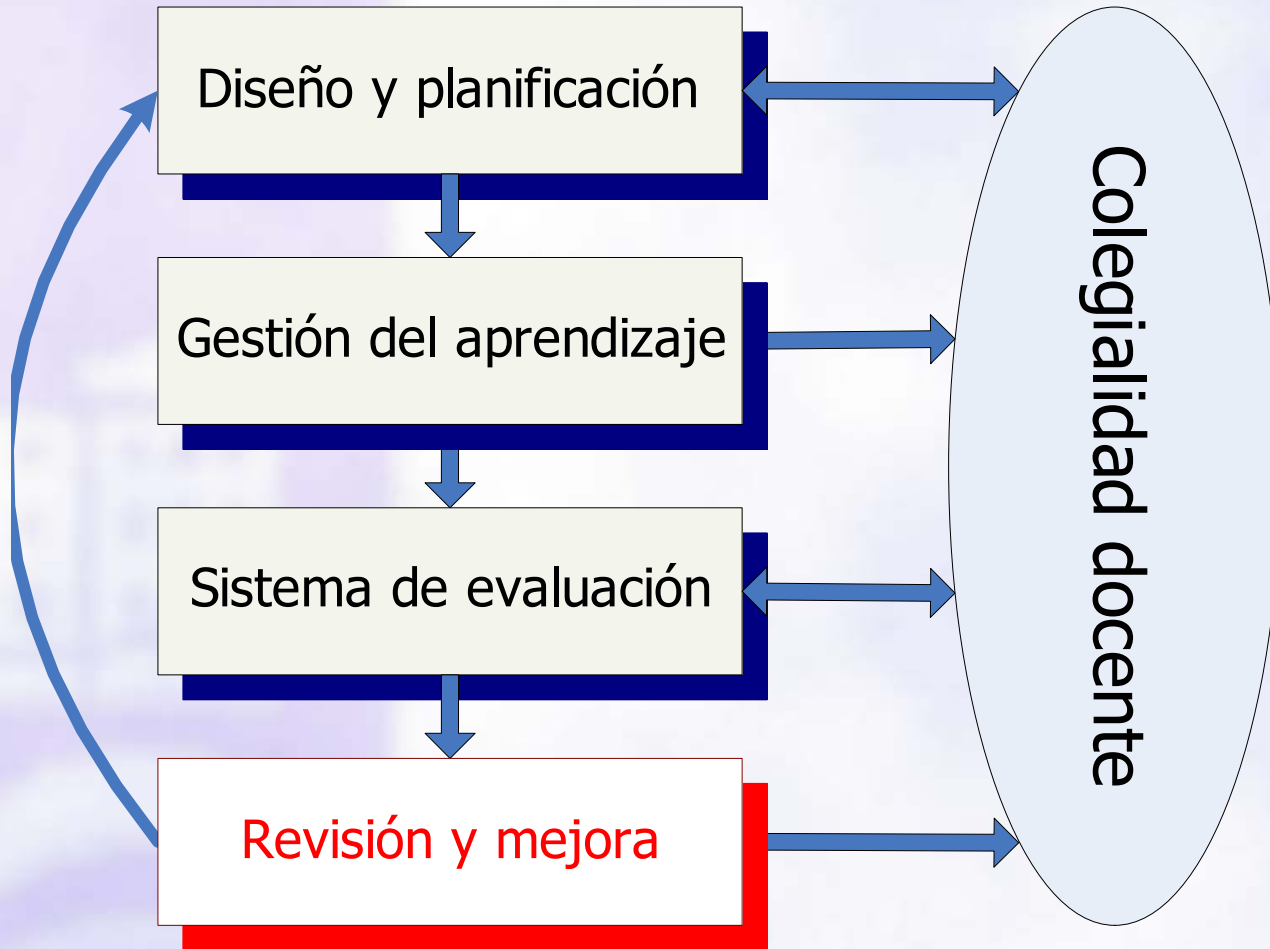 Diseño y planificación
Gestión del aprendizaje
Sistema de evaluación
Revisión y mejora
Colegialidad docente